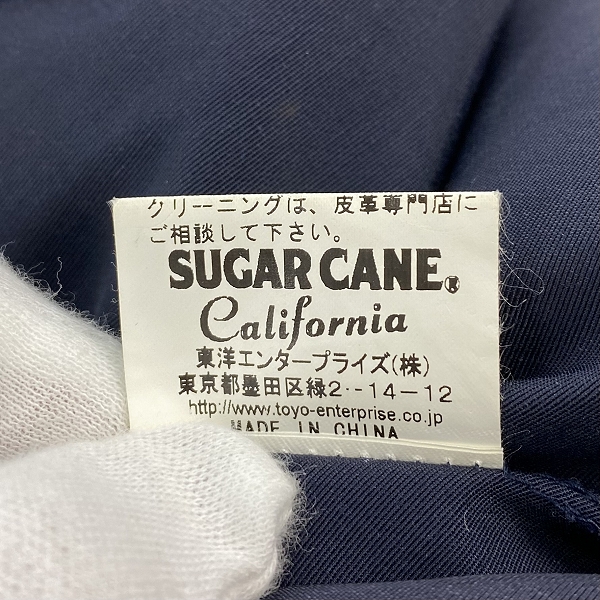 クリーニングは、皮革専門店に
ご相談して下さい。
SUGAR CANE®
California
東洋エンタープライズ(株)
東京都墨田区緑2-14-12
http://www.toyo-enterprise.co.jp
MADE IN CHINA